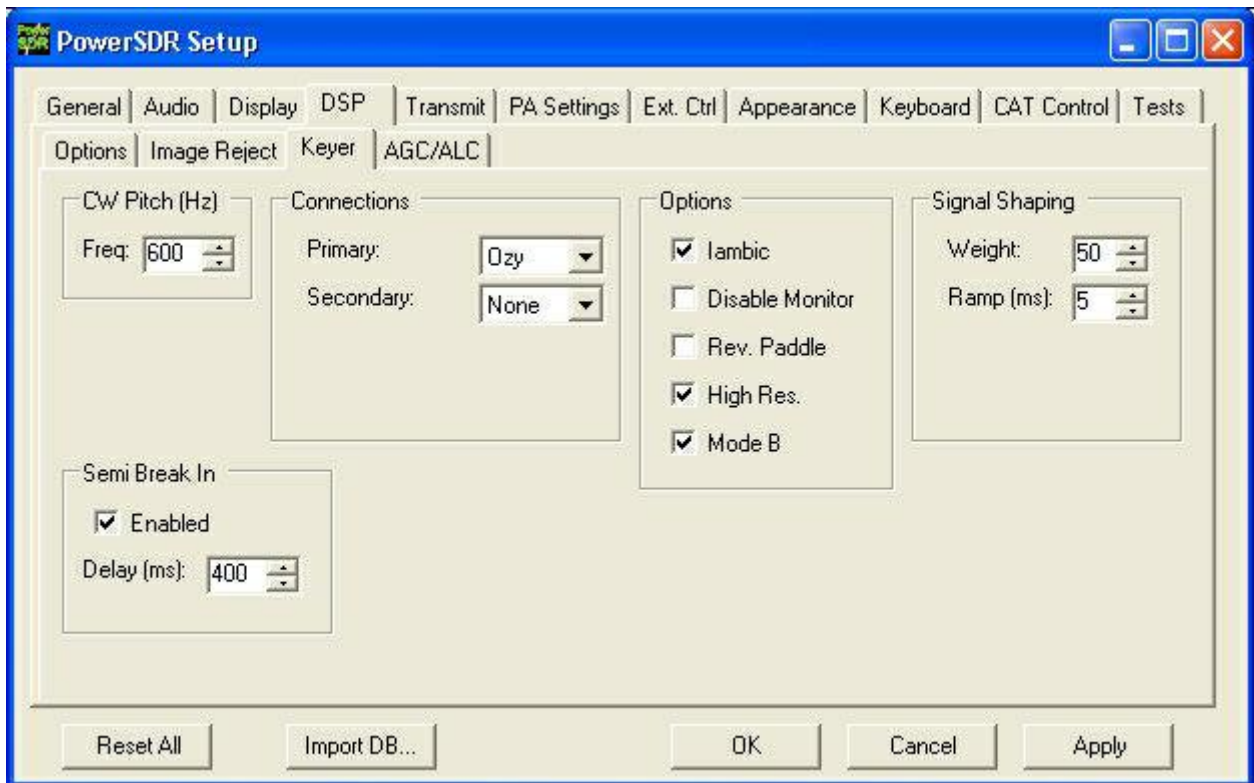 PowerSDR Setup
General Audio Display DSP Transmit PA Settings Ext. Ctrl Appearance Keyboard CAT Control Tests
Options Image Reject Keyer AGC/ALC
CW Pitch (Hz)
Freq: 600
Connections
Primary: Ozy
Secondary: None
Options
Iambic
Disable Monitor
Rev. Paddle
High Res.
Mode B
Signal Shaping
Weight: 50
Ramp (ms): 5
Semi Break In
Enabled
Delay (ms): 400
Reset All Import DB... OK Cancel Apply